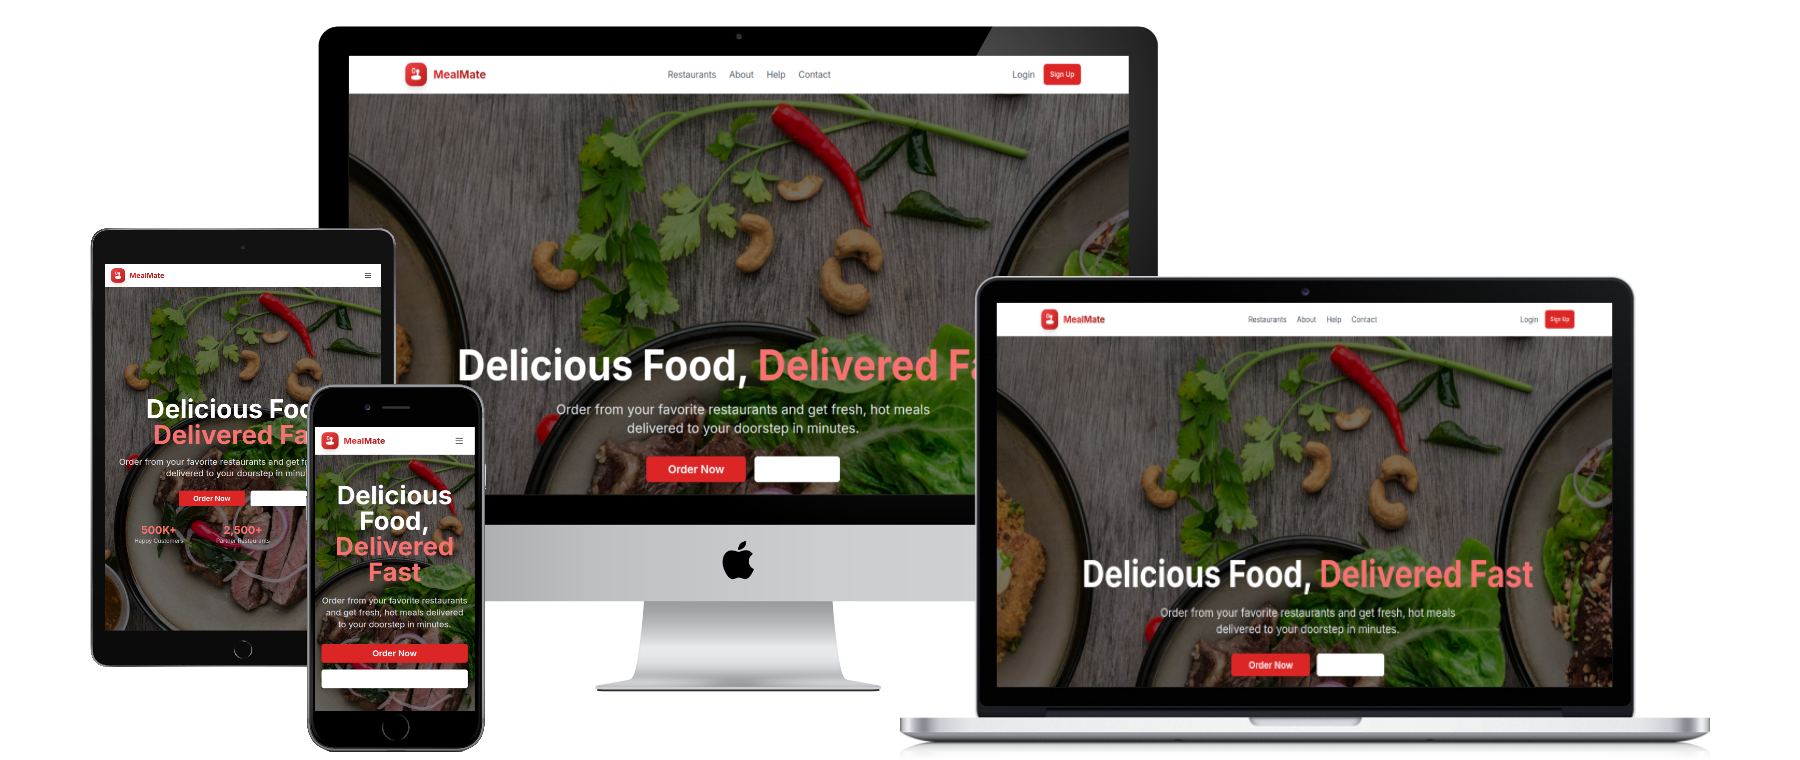 MealMate
Restaurants About Help Contact
Login Sign Up
Delicious Food, Delivered Fa
Order from your favorite restaurants and get fresh, hot meals
delivered to your doorstep in minutes.
Order Now
MealMate
Delicious Foo
Delivered Fa
Order from your favorite restaurants and get fr
delivered to your doorstep in minut
Order Now
500K+ 2,500+
Happy Customers Partner Restaurants
MealMate
Delicious
Food,
Delivered
Fast
Order from your favorite restaurants
and get fresh, hot meals delivered
to your doorstep in minutes.
Order Now
MealMate
Restaurants About Help Contact
Login Sign Up
Delicious Food, Delivered Fast
Order from your favorite restaurants and get fresh, hot meals
delivered to your doorstep in minutes.
Order Now